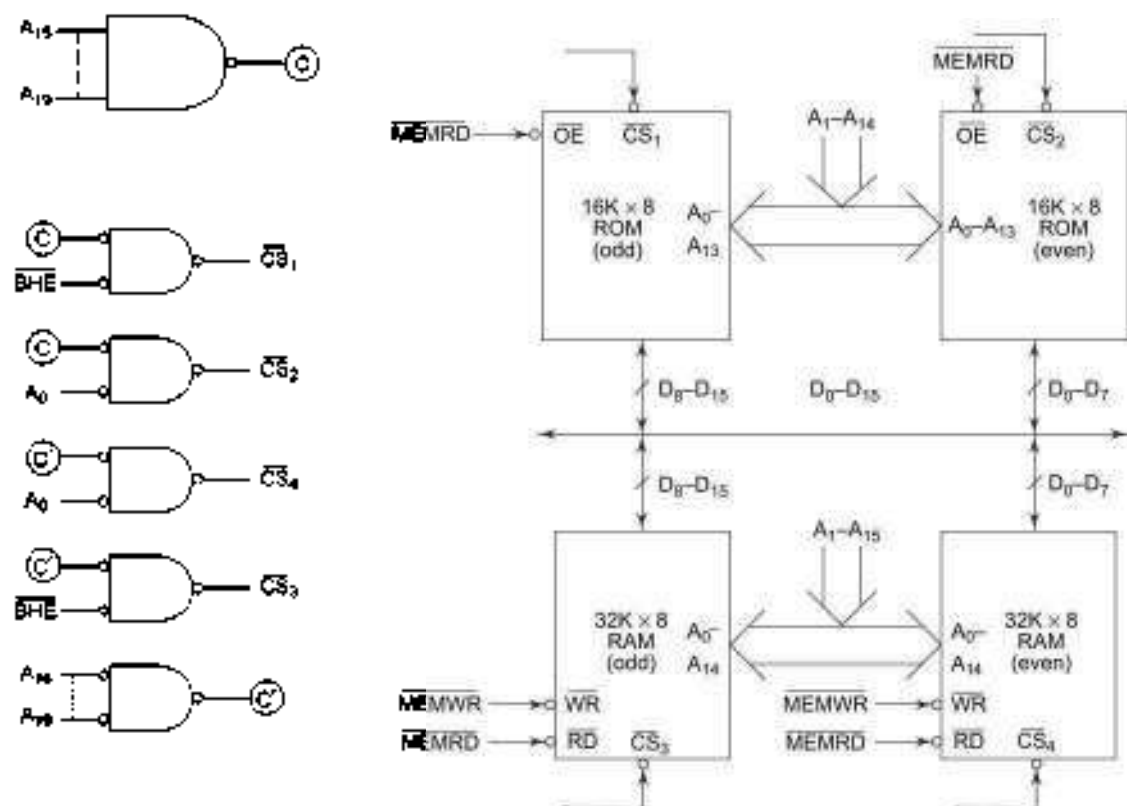 A15
C
A19
C
CS1
BHE
C
CS2
A0
C'
CS4
A0
C'
CS3
BHE
A16
C'
A19
MEMRD
MEMRD
OE
CS1
A1–A14
OE
CS2
16K × 8
ROM
(odd)
A0–
A13
A0–A13
16K × 8
ROM
(even)
D8–D15
D0–D15
D0–D7
D8–D15
D0–D7
A1–A15
32K × 8
RAM
(odd)
A0–
A14
A0–
A14
32K × 8
RAM
(even)
MEMWR
WR
MEMWR
WR
MEMRD
RD
CS3
MEMRD
RD
CS4